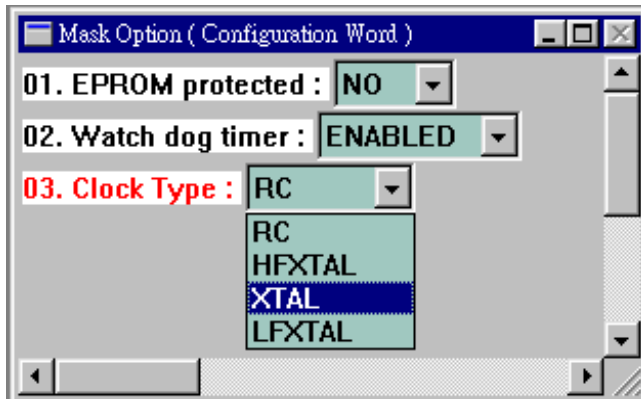 Mask Option ( Configuration Word )
01. EPROM protected : NO
02. Watch dog timer : ENABLED
03. Clock Type : RC
RC
HFXTAL
XTAL
LFXTAL